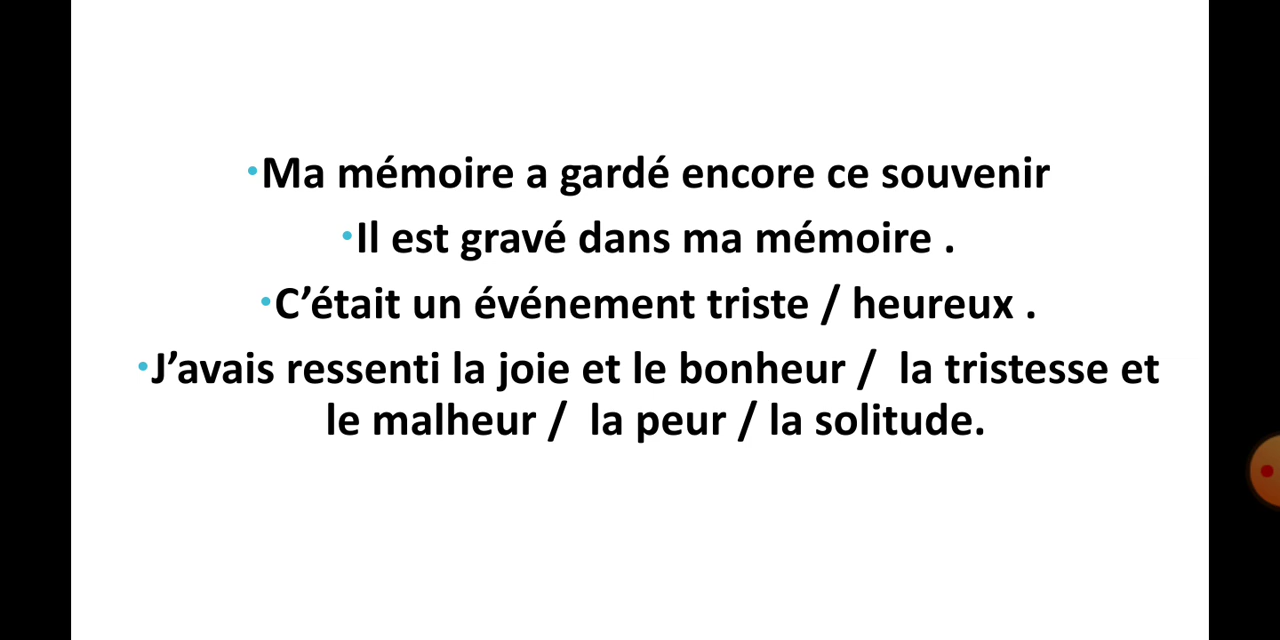 •Ma mémoire a gardé encore ce souvenir
•Il est gravé dans ma mémoire .
•C’était un événement triste / heureux .
•J’avais ressenti la joie et le bonheur /  la tristesse et
le malheur /  la peur / la solitude.